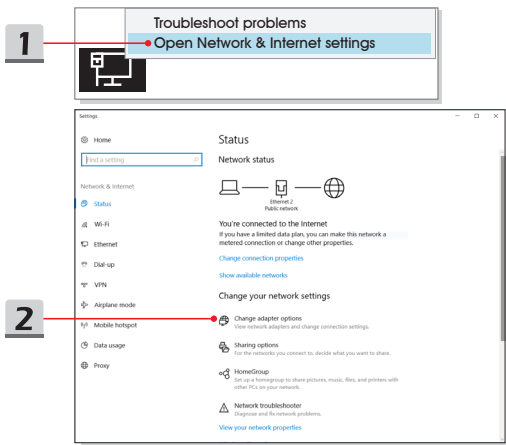 1
Troubleshoot problems
Open Network & Internet settings
Settings
Home
Find a setting
Network & Internet
Status
Wi-Fi
Ethernet
Dial-up
VPN
Airplane mode
Mobile hotspot
Data usage
Proxy
Status
Network status
Ethernet 2
Public network
You're connected to the Internet
If you have a limited data plan, you can make this network a
metered connection or change other properties.
Change connection properties
Show available networks
Change your network settings
2
Change adapter options
View network adapters and change connection settings.
Sharing options
For the networks you connect to, decide what you want to share.
HomeGroup
Set up a homegroup to share pictures, music, files, and printers with
other PCs on your network.
Network troubleshooter
Diagnose and fix network problems.
View your network properties